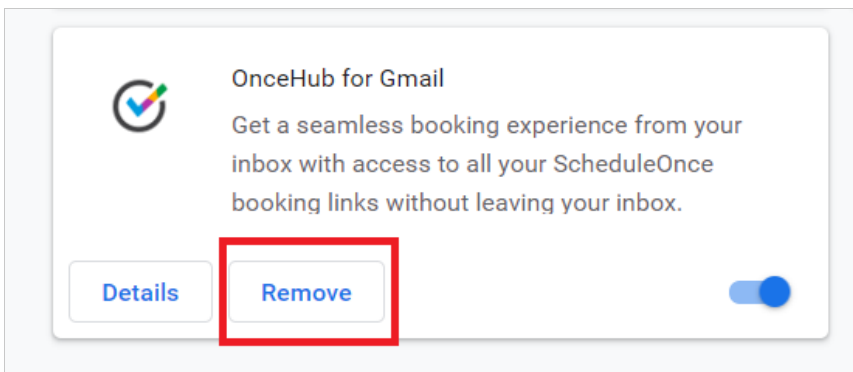 OnceHub for Gmail
Get a seamless booking experience from your
inbox with access to all your ScheduleOnce
booking links without leaving your inbox.
Details
Remove